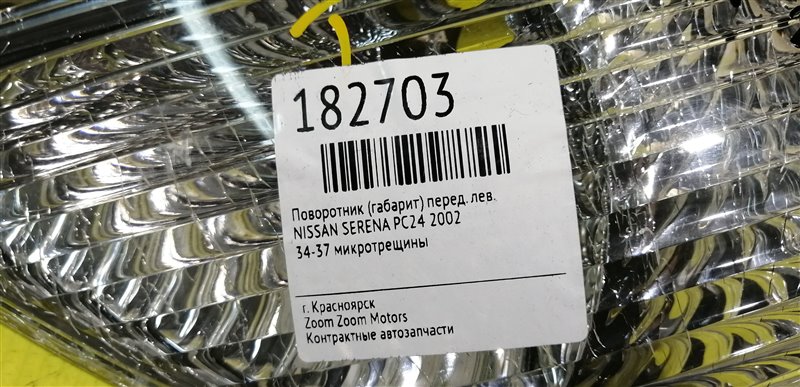 182703
Поворотник (габарит) перед. лев.
NISSAN SERENA PC24 2002
34-37 микротрещины
г. Красноярск
Zoom Zoom Motors
Контрактные автозапчасти